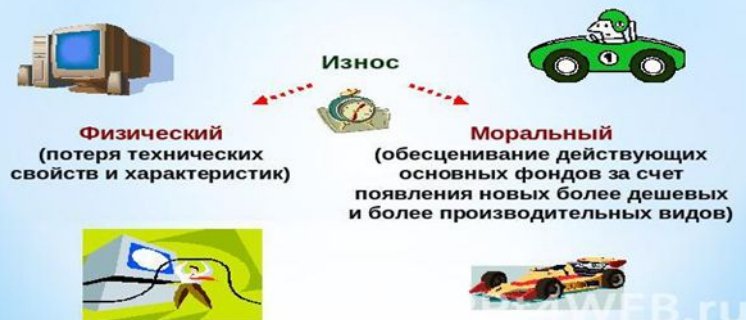 Износ
Физический
(потеря технических
свойств и характеристик)
Моральный
(обесценивание действующих
основных фондов за счет
появления новых более дешевых
и более производительных видов)
1